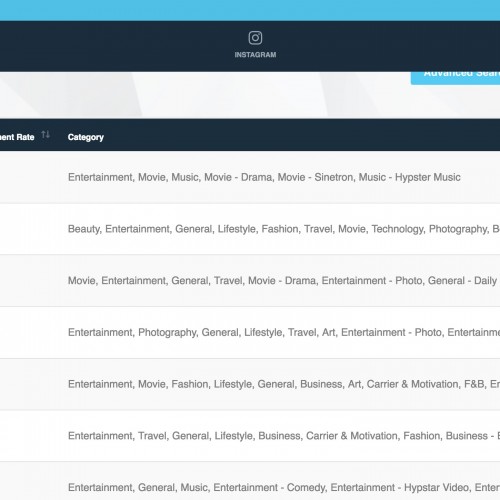 INSTAGRAM
Advanced Sear
ent Rate Category
Entertainment, Movie, Music, Movie - Drama, Movie - Sinetron, Music - Hypster Music
Beauty, Entertainment, General, Lifestyle, Fashion, Travel, Movie, Technology, Photography, B
Movie, Entertainment, General, Travel, Movie - Drama, Entertainment - Photo, General - Daily
Entertainment, Photography, General, Lifestyle, Travel, Art, Entertainment - Photo, Entertainme
Entertainment, Movie, Fashion, Lifestyle, General, Business, Art, Carrier & Motivation, F&B, En
Entertainment, Travel, General, Lifestyle, Business, Carrier & Motivation, Fashion, Business - E
Entertainment, General, Music, Entertainment - Comedy, Entertainment - Hypstar Video, Enter